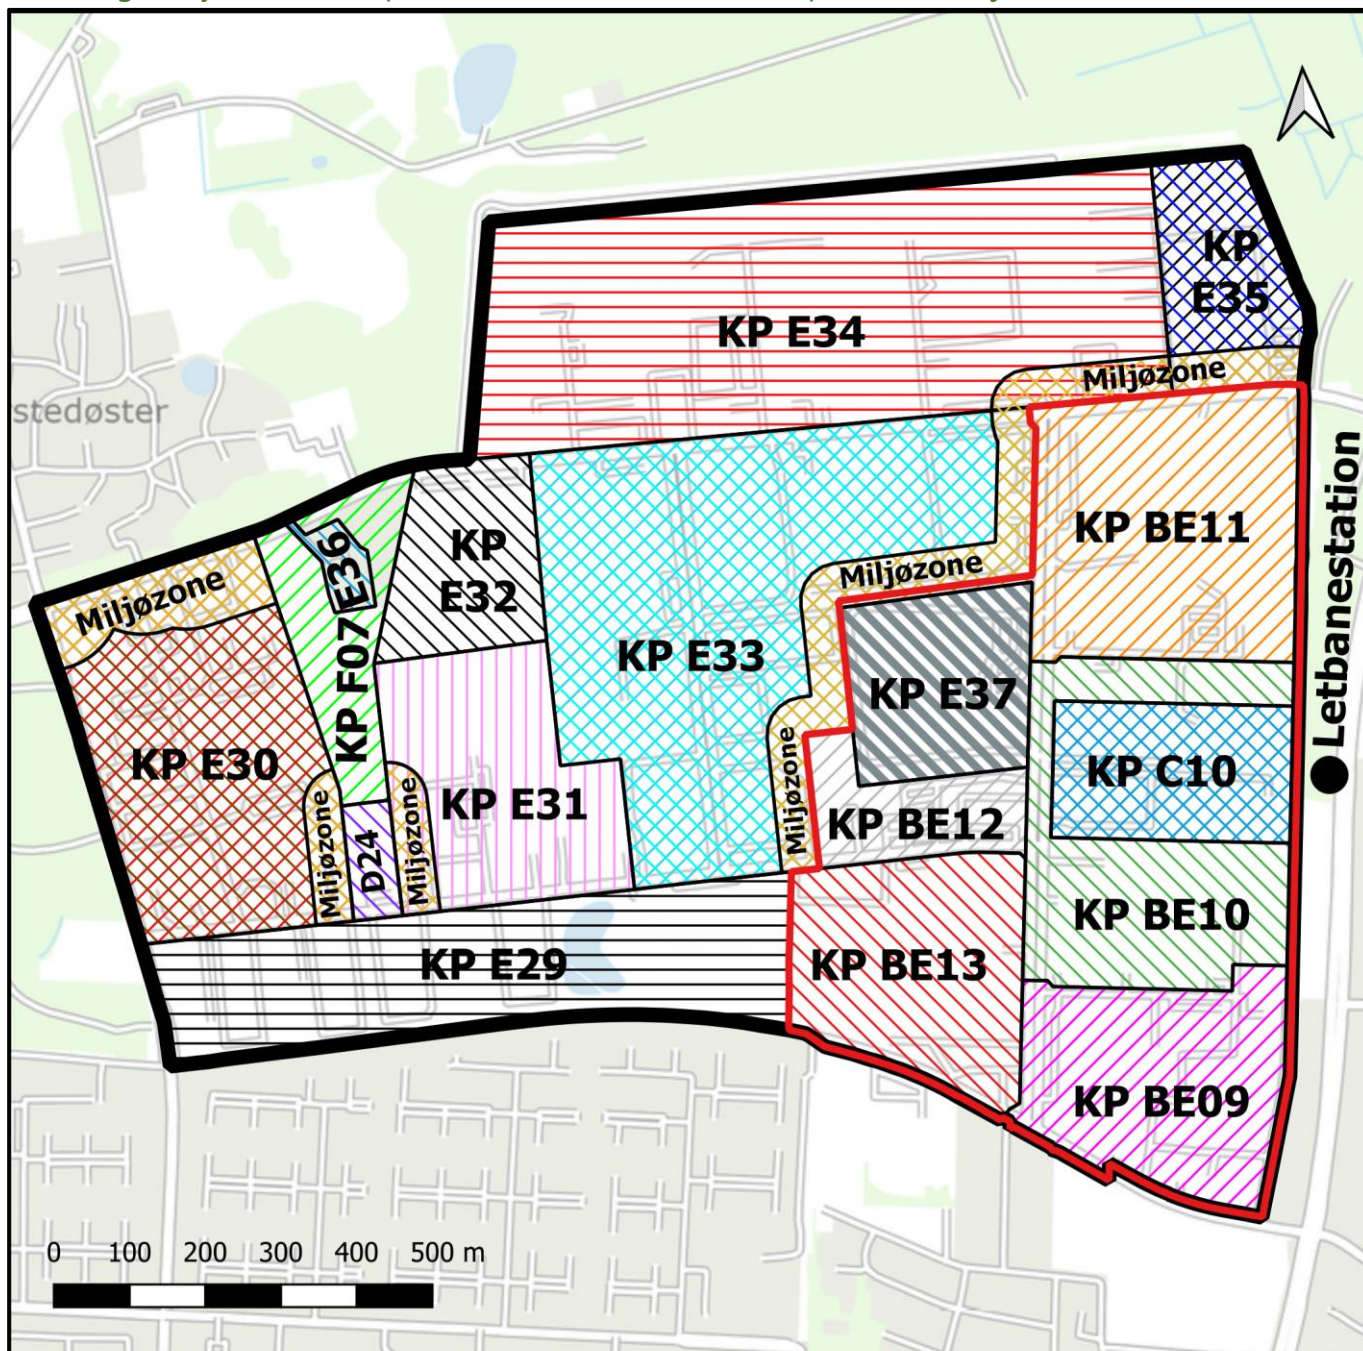 KP
E35
KP E34
Miljøzone
stedøster
Letbanestation
KP BE11
KP
E32
E36
Miljøzone
Miljøzone
KP F07
KP E33
KP E37
KP E30
KP C10
KP E31
Miljøzone
KP BE12
Miljøzone
D24
Miljøzone
KP BE10
KP E29
KP BE13
KP BE09
0 100 200 300 400 500 m